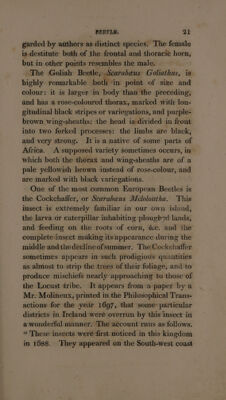 BEETLE. 21
garded by authors as distinct species. The female
is destitute both of the frontal and thoracic horn,
but in other points resembles the male.
The Goliah Beetle, Scarabæus Goliathus, is
highly remarkable both in point of size and
colour: it is larger in body than the preceding,
and has a rose-coloured thorax, marked with lon-
gitudinal black stripes or variegations, and purple-
brown wing-sheaths: the head is divided in front
into two forked processes: the limbs are black,
and very strong. It is a native of some parts of
Africa. A supposed variety sometimes occurs, in
which both the thorax and wing-sheaths are of a
pale yellowish brown instead of rose-colour, and
are marked with black variegations.
One of the most common European Beetles is
the Cockchaffer, or Scarabæus Melolontha. This
insect is extremely familiar in our own island,
the larva or caterpillar inhabiting ploughed lands,
and feeding on the roots of corn, &c. and the
complete insect making its appearance during the
middle and the decline of summer. The Cockchaffer
sometimes appears in such prodigious quantities
as almost to strip the trees of their foliage, and to
produce mischiefs nearly approaching to those of
the Locust tribe. It appears from a paper by a
Mr. Molineux, printed in the Philosophical Trans-
actions for the year 1697, that some particular
districts in Ireland were overrun by this insect in
a wonderful manner. The account runs as follows.
" These insects were first noticed in this kingdom
in 1688. They appeared on the South-west coast